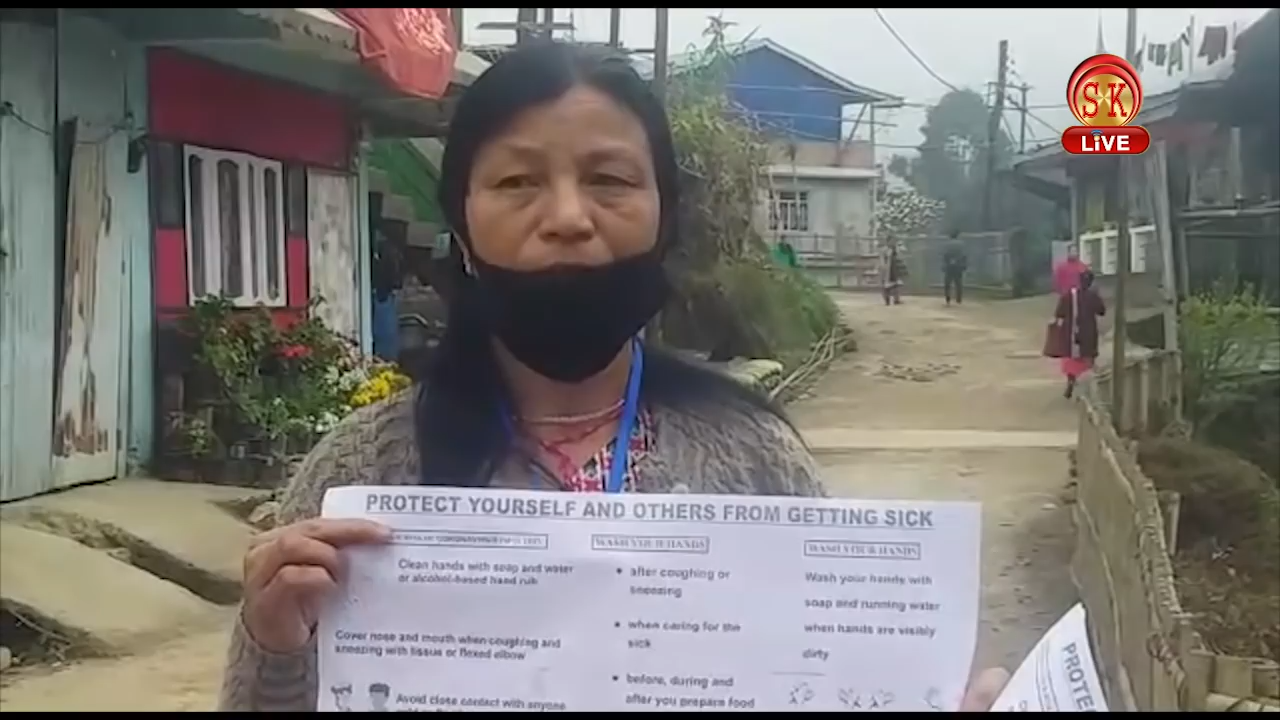 S K
LiVE
PROTECT YOURSELF AND OTHERS FROM GETTING SICK
CORONAVIRUS INFECTION
WASH YOUR HANDS
WASH YOUR HANDS
Clean hands with soap and water
or alcohol-based hand rub
Cover nose and mouth when coughing and
sneezing with tissue or flexed elbow
Avoid close contact with anyone
• after coughing or
sneezing
• when caring for the
sick
• before, during and
after you prepare food
Wash your hands with
soap and running water
when hands are visibly
dirty
PROTE